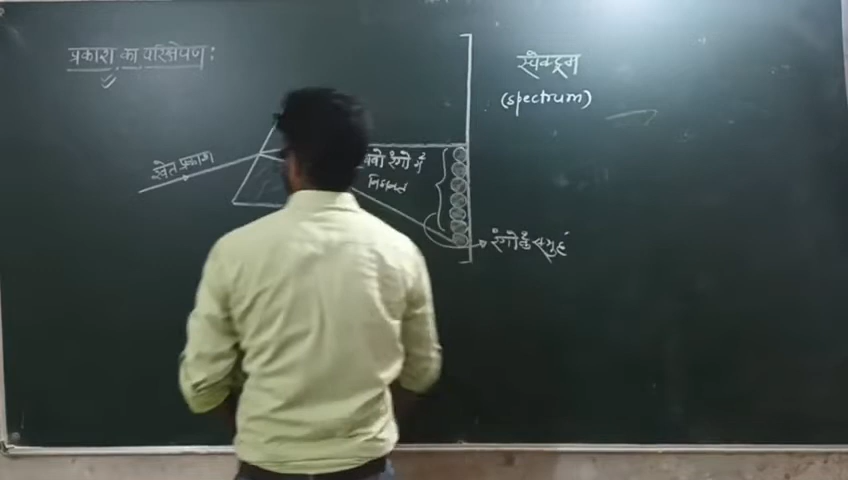 प्रकाश का परिक्षेपण:
स्पेक्ट्रम
(spectrum)
श्वेत प्रकाश
रंगो में
रंगो के समुह